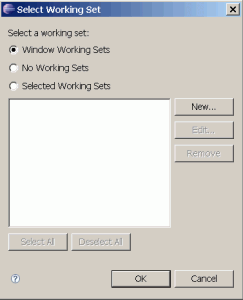 Select Working Set
Select a working set:
Window Working Sets
No Working Sets
Selected Working Sets
New...
Edit...
Remove
Select All
Deselect All
?
OK
Cancel